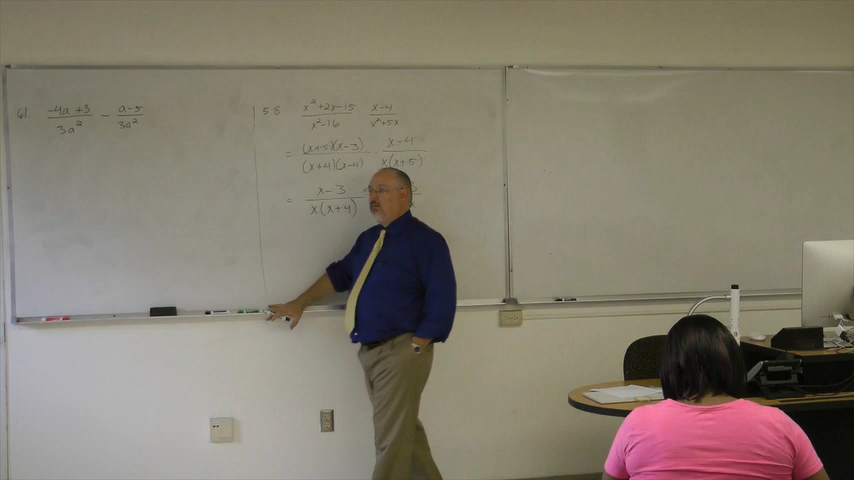 61 (-4a+3)/(3a²) - (a-5)/(3a²)
58 (x²+2x-15)/(x²-16) · (x-4)/(x²+5x)
= ((x+5)(x-3))/((x+4)(x-4)) · (x-4)/(x(x+5))
= (x-3)/(x(x+4))